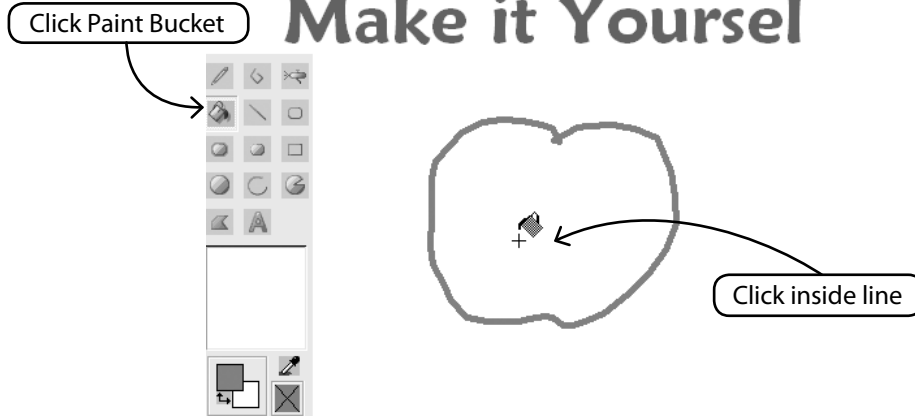 Make it Yoursel
Click Paint Bucket
A
Click inside line